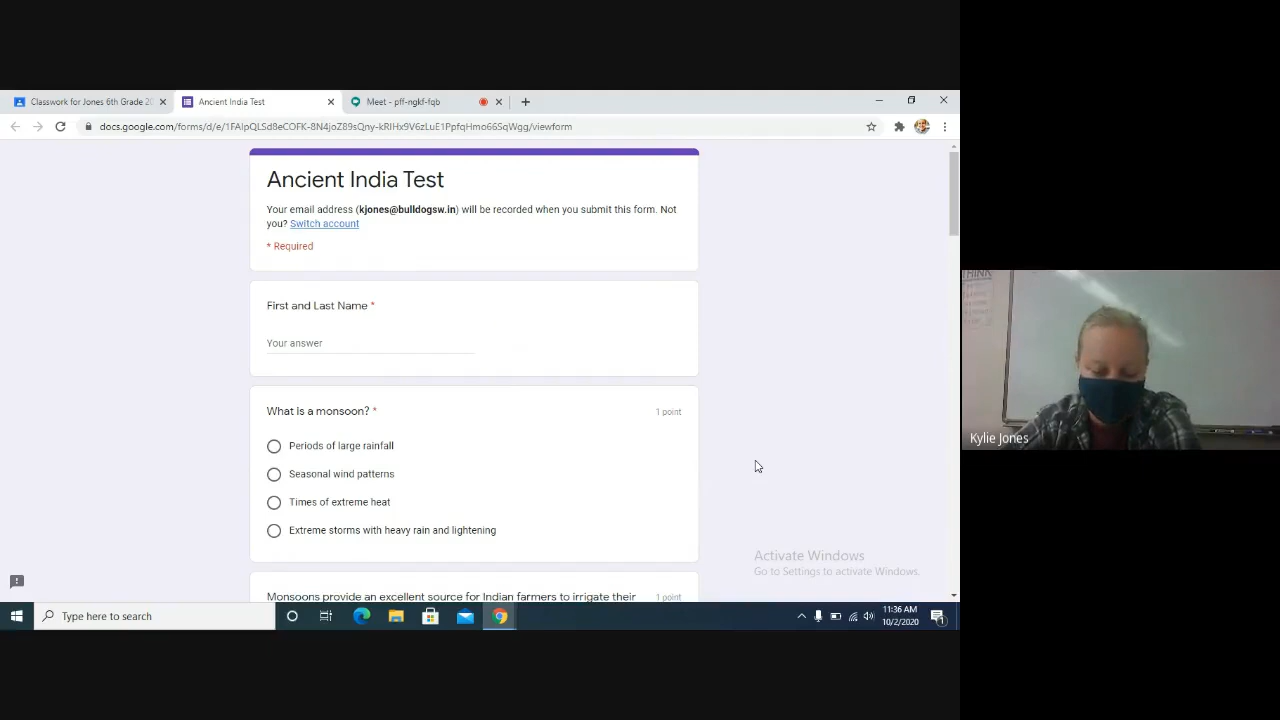 Classwork for Jones 6th Grade 20
Ancient India Test
Meet - pff-ngkf-fqb
docs.google.com/forms/d/e/1FAIpQLSd8eCOFK-8N4joZ89sQny-kRIHx9V6zLuE1PpfqHmo66SqWgg/viewform
Ancient India Test
Your email address (kjones@bulldogsw.in) will be recorded when you submit this form. Not
you? Switch account
* Required
First and Last Name *
Your answer
What is a monsoon? *
1 point
Periods of large rainfall
Seasonal wind patterns
Times of extreme heat
Extreme storms with heavy rain and lightening
Monsoons provide an excellent source for Indian farmers to irrigate their
1 point
Activate Windows
Go to Settings to activate Windows.
Type here to search
11:36 AM
10/2/2020
1
THINK
Kylie Jones